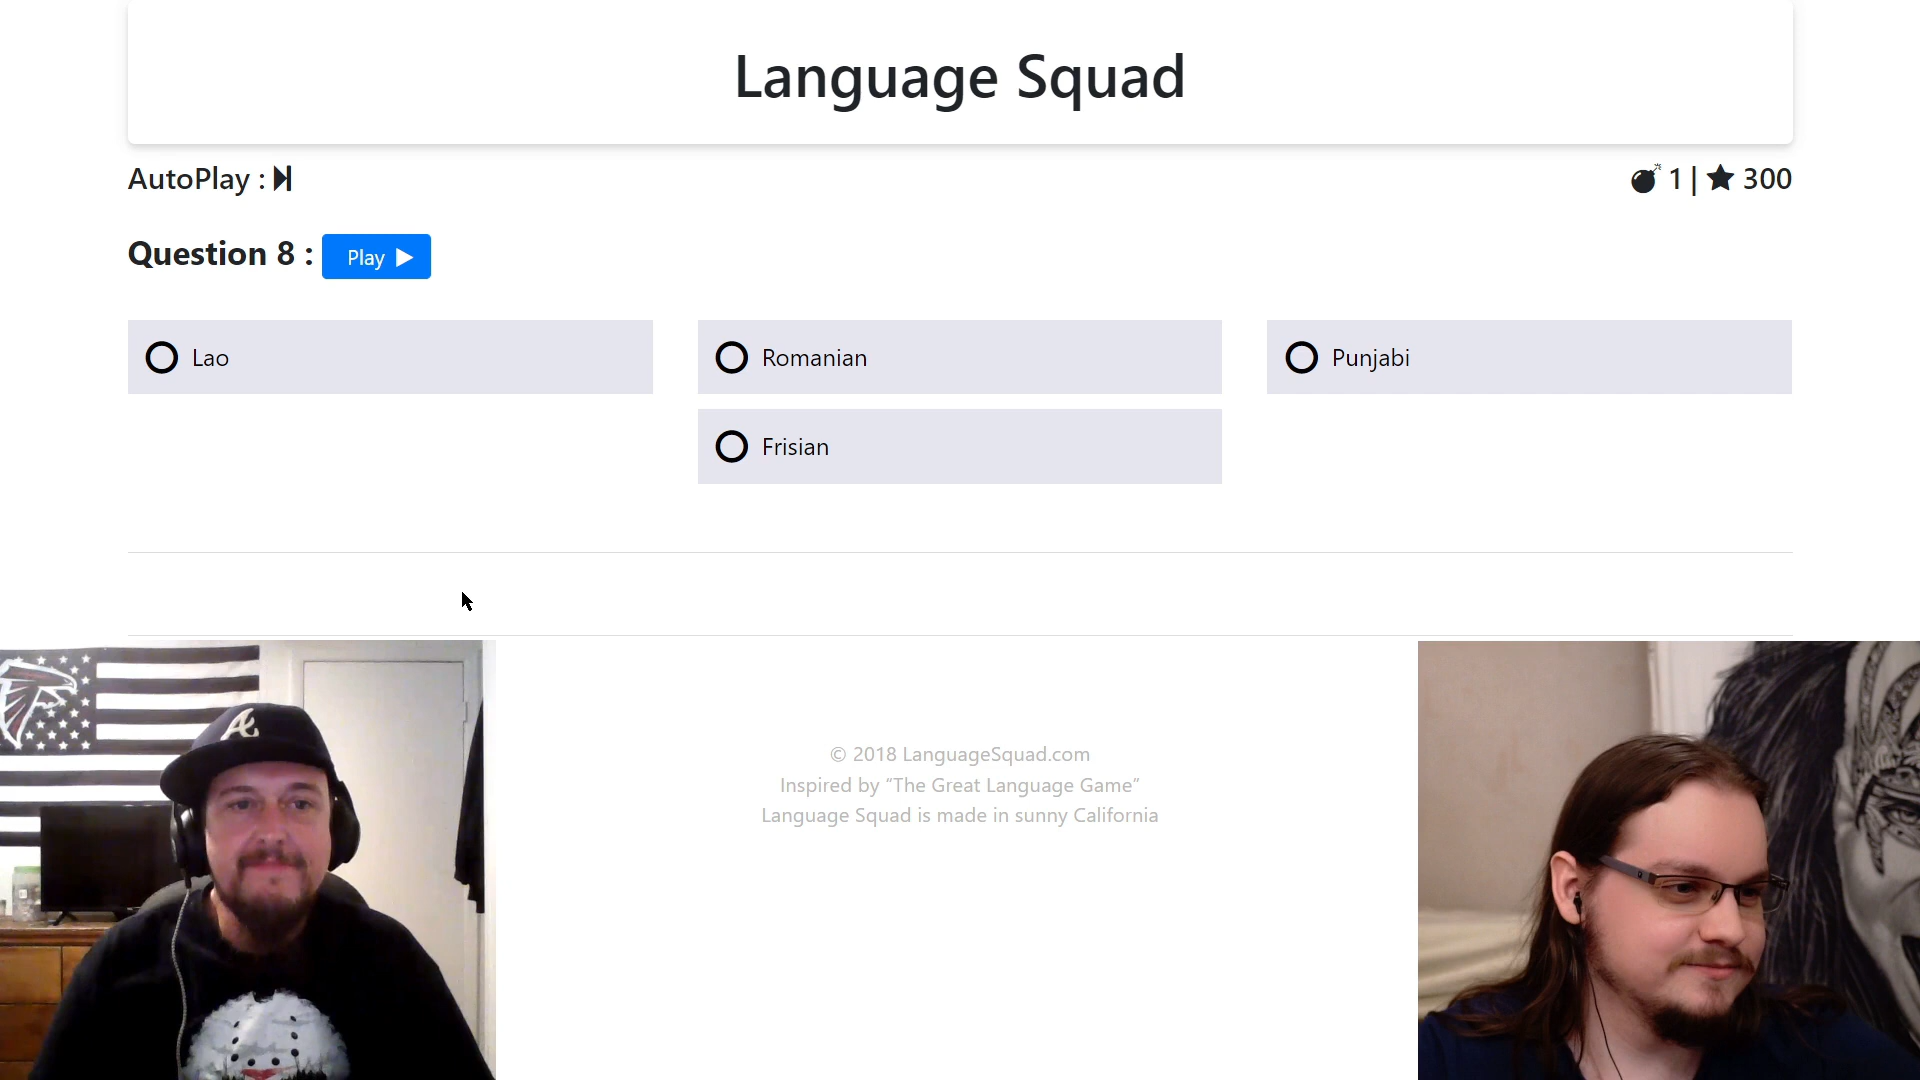 Language Squad
AutoPlay :
1 | 300
Question 8 : Play
Lao
Romanian
Punjabi
Frisian
© 2018 LanguageSquad.com
Inspired by “The Great Language Game”
Language Squad is made in sunny California
A